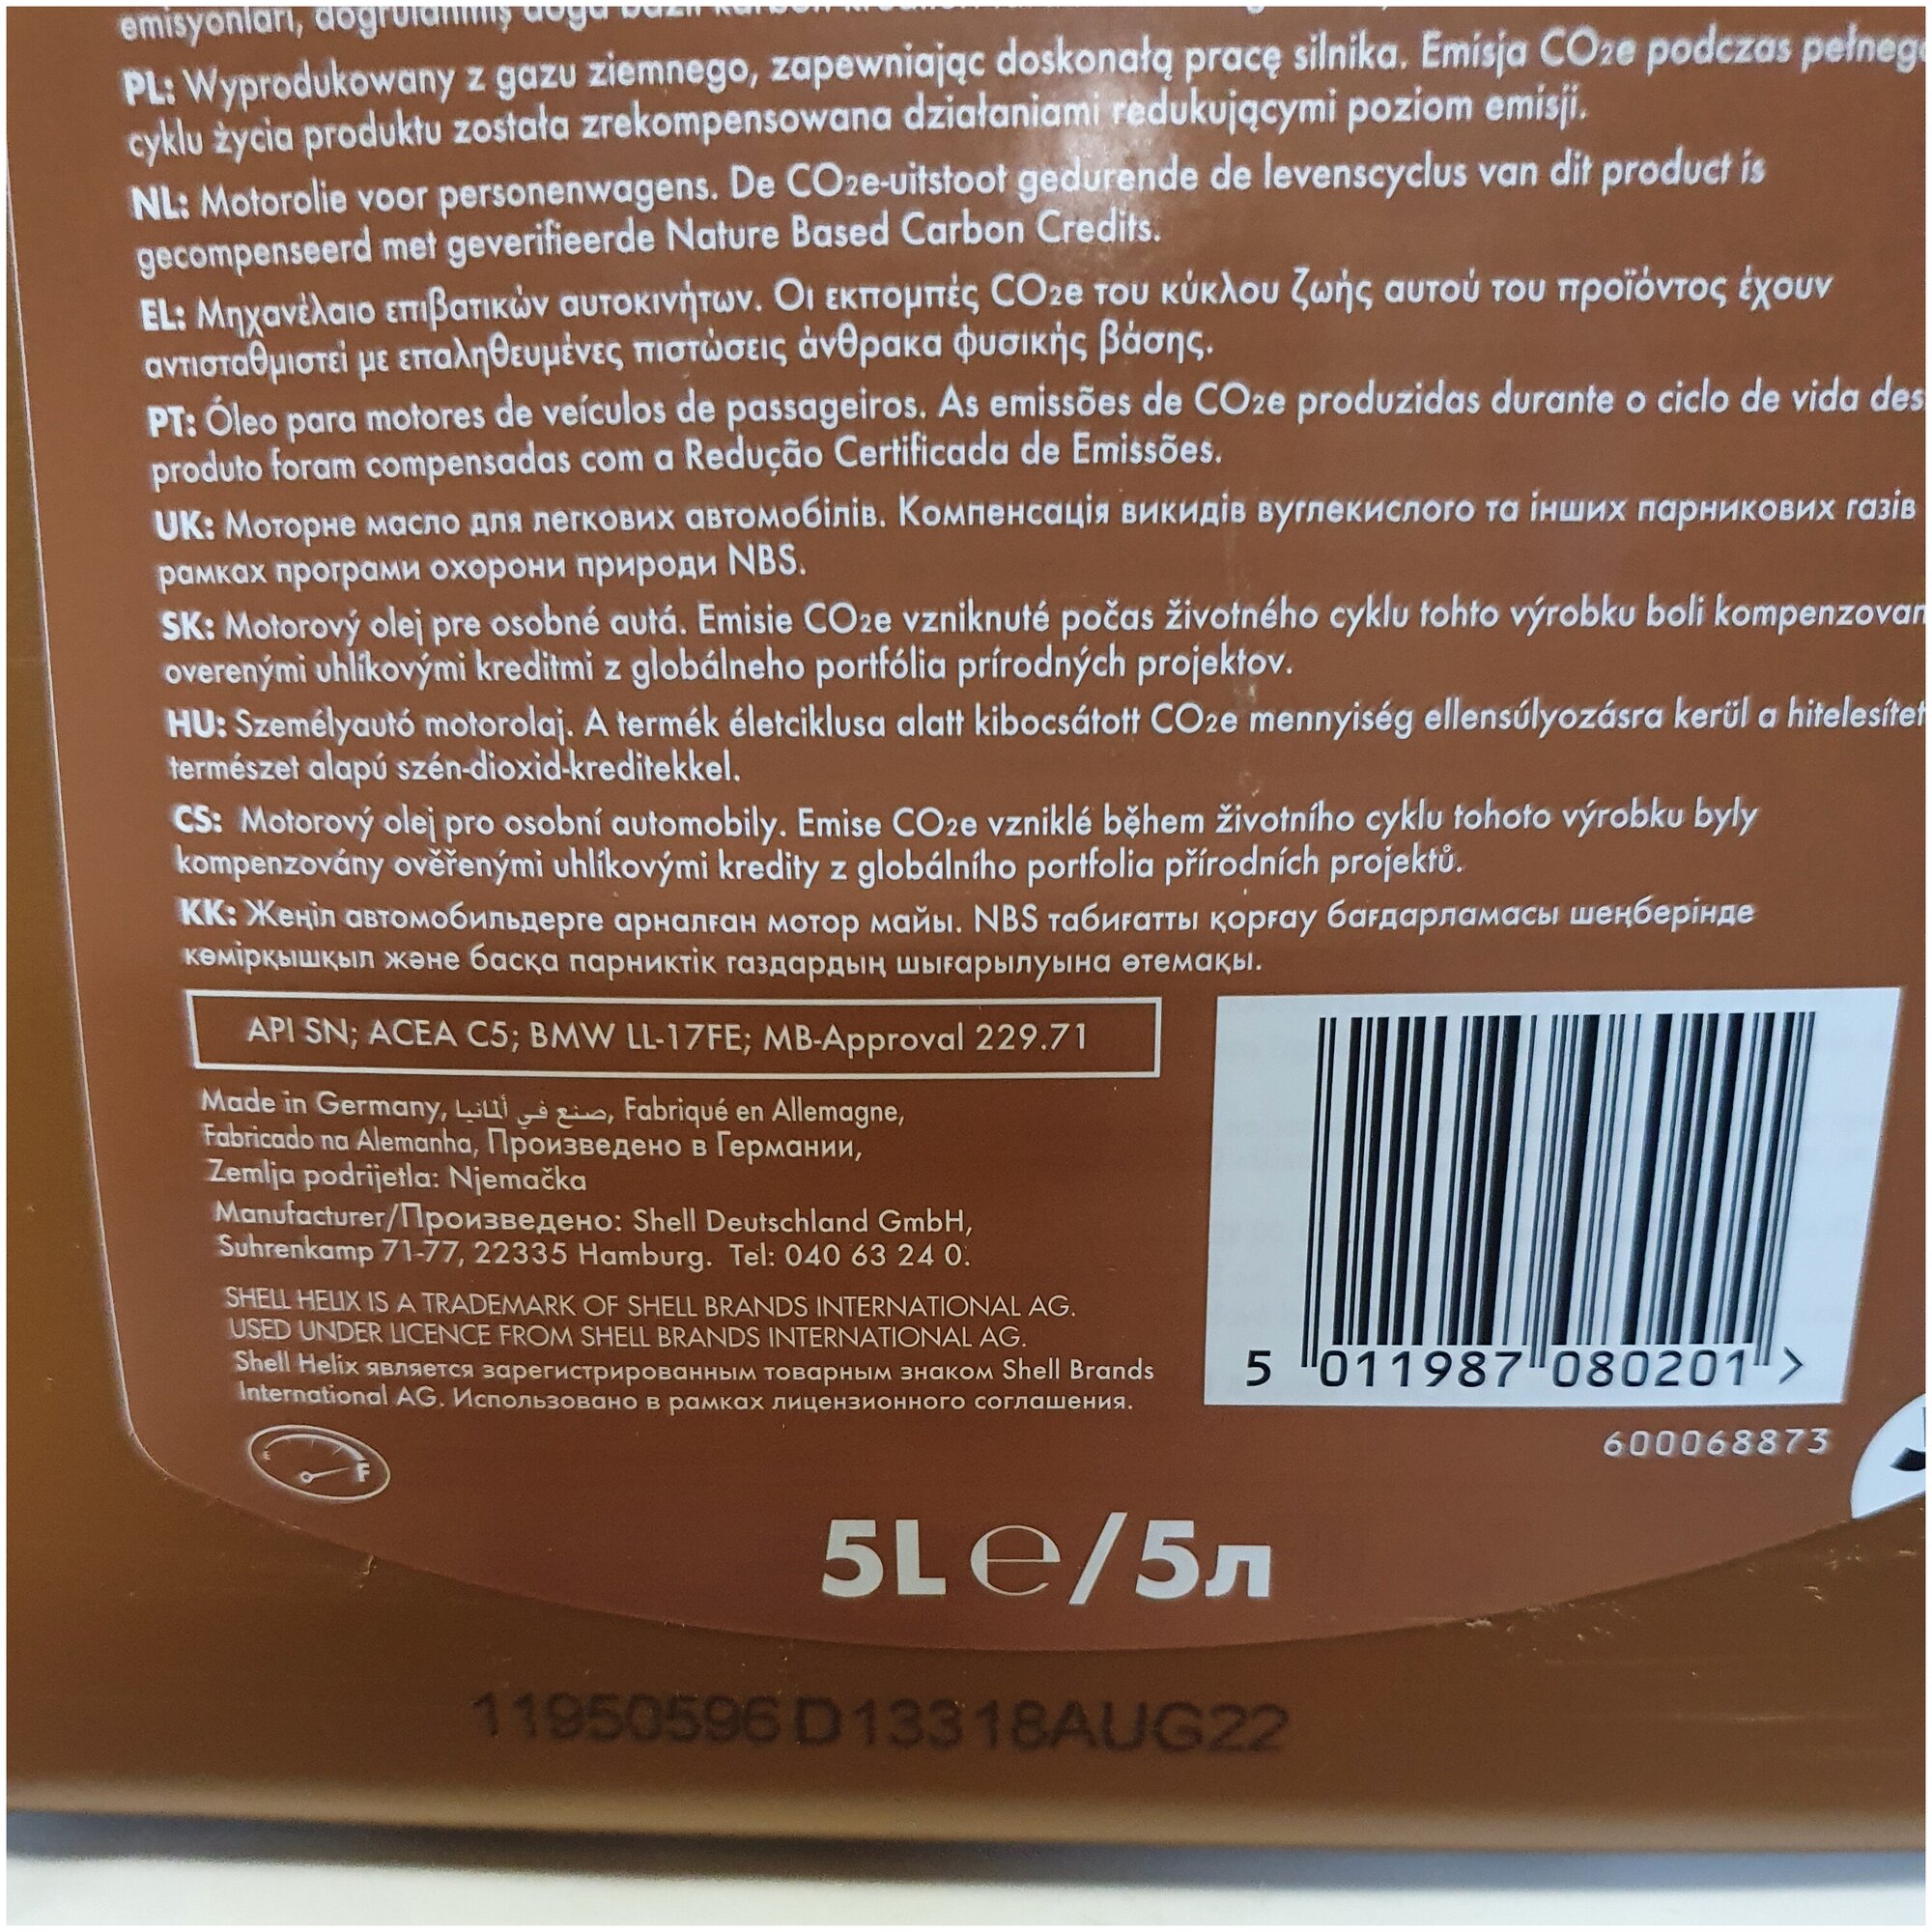 emisyonları, doğrulanmış doğa bazlı
PL: Wyprodukowany z gazu ziemnego, zapewniając doskonałą pracę silnika. Emisja CO2e podczas pełneg
cyklu życia produktu została zrekompensowana działaniami redukującymi poziom emisji.
NL: Motorolie voor personenwagens. De CO2e-uitstoot gedurende de levenscyclus van dit product is
gecompenseerd met geverifieerde Nature Based Carbon Credits.
EL: Μηχανέλαιο επιβατικών αυτοκινήτων. Οι εκπομπές CO2e του κύκλου ζωής αυτού του προϊόντος έχουν
αντισταθμιστεί με επαληθευμένες πιστώσεις άνθρακα φυσικής βάσης.
PT: Óleo para motores de veículos de passageiros. As emissões de CO2e produzidas durante o ciclo de vida des
produto foram compensadas com a Redução Certificada de Emissões.
UK: Моторне масло для легкових автомобілів. Компенсація викидів вуглекислого та інших парникових газів
рамках програми охорони природи NBS.
SK: Motorový olej pre osobné autá. Emisie CO2e vzniknuté počas životného cyklu tohto výrobku boli kompenzovan
overenými uhlíkovými kreditmi z globálneho portfólia prírodných projektov.
HU: Személyautó motorolaj. A termék életciklusa alatt kibocsátott CO2e mennyiség ellensúlyozásra kerül a hitelesítet
természet alapú szén-dioxid-kreditekkel.
CS: Motorový olej pro osobní automobily. Emise CO2e vzniklé během životního cyklu tohoto výrobku byly
kompenzovány ověřenými uhlíkovými kredity z globálního portfolia přírodních projektů.
KK: Жеңіл автомобильдерге арналған мотор майы. NBS табиғатты қорғау бағдарламасы шеңберінде
көмірқышқыл және басқа парниктік газдардың шығарылуына өтемақы.
API SN; ACEA C5; BMW LL-17FE; MB-Approval 229.71
Made in Germany, صنع في ألمانيا, Fabriqué en Allemagne,
Fabricado na Alemanha, Произведено в Германии,
Zemlja podrijetla: Njemačka
Manufacturer/Произведено: Shell Deutschland GmbH,
Suhrenkamp 71-77, 22335 Hamburg. Tel: 040 63 24 0.
SHELL HELIX IS A TRADEMARK OF SHELL BRANDS INTERNATIONAL AG.
USED UNDER LICENCE FROM SHELL BRANDS INTERNATIONAL AG.
Shell Helix является зарегистрированным товарным знаком Shell Brands
International AG. Использовано в рамках лицензионного соглашения.
5 011987 080201 >
600068873
F
5L e/5л
11950596D13318AUG22